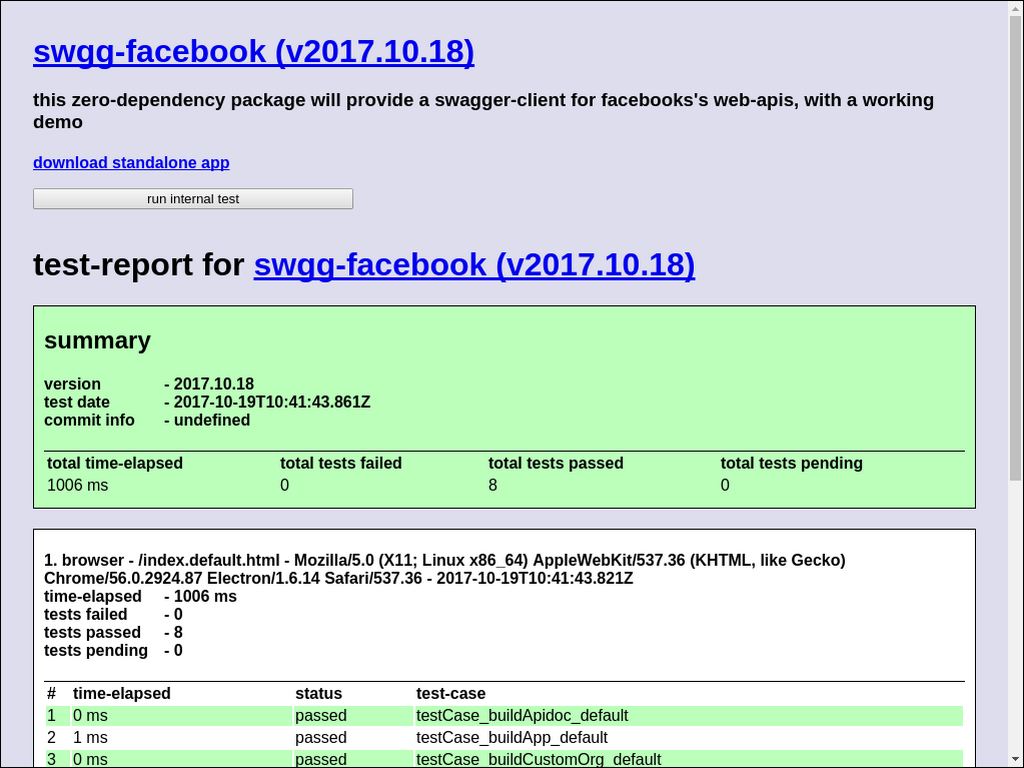 swgg-facebook (v2017.10.18)
this zero-dependency package will provide a swagger-client for facebooks's web-apis, with a working
demo
download standalone app
run internal test
test-report for swgg-facebook (v2017.10.18)
summary
version - 2017.10.18
test date - 2017-10-19T10:41:43.861Z
commit info - undefined
total time-elapsed total tests failed total tests passed total tests pending
1006 ms 0 8 0
1. browser - /index.default.html - Mozilla/5.0 (X11; Linux x86_64) AppleWebKit/537.36 (KHTML, like Gecko)
Chrome/56.0.2924.87 Electron/1.6.14 Safari/537.36 - 2017-10-19T10:41:43.821Z
time-elapsed - 1006 ms
tests failed - 0
tests passed - 8
tests pending - 0
# time-elapsed status test-case
1 0 ms passed testCase_buildApidoc_default
2 1 ms passed testCase_buildApp_default
3 0 ms passed testCase_buildCustomOrg_default